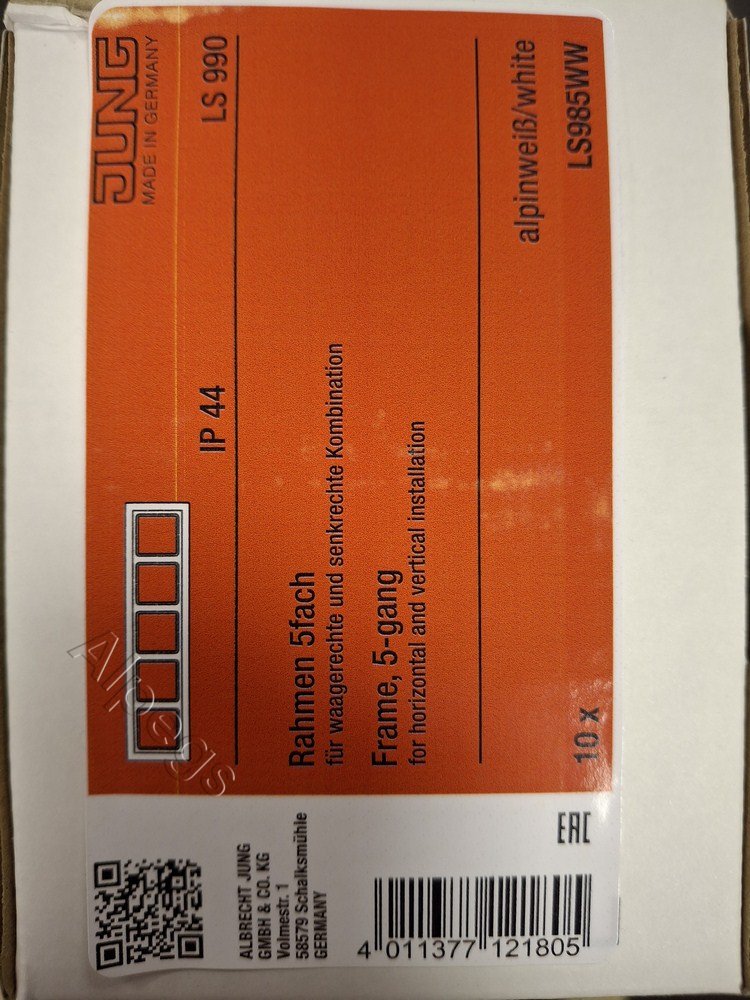 JUNG
MADE IN GERMANY
IP 44
LS 990
Rahmen 5fach
für waagerechte und senkrechte Kombination
Frame, 5-gang
for horizontal and vertical installation
alpinweiß/white
10 x
LS985WW
ALBRECHT JUNG
GMBH & CO. KG
Volmestr. 1
58579 Schalksmühle
GERMANY
EAC
4 011377 121805
Alpegs